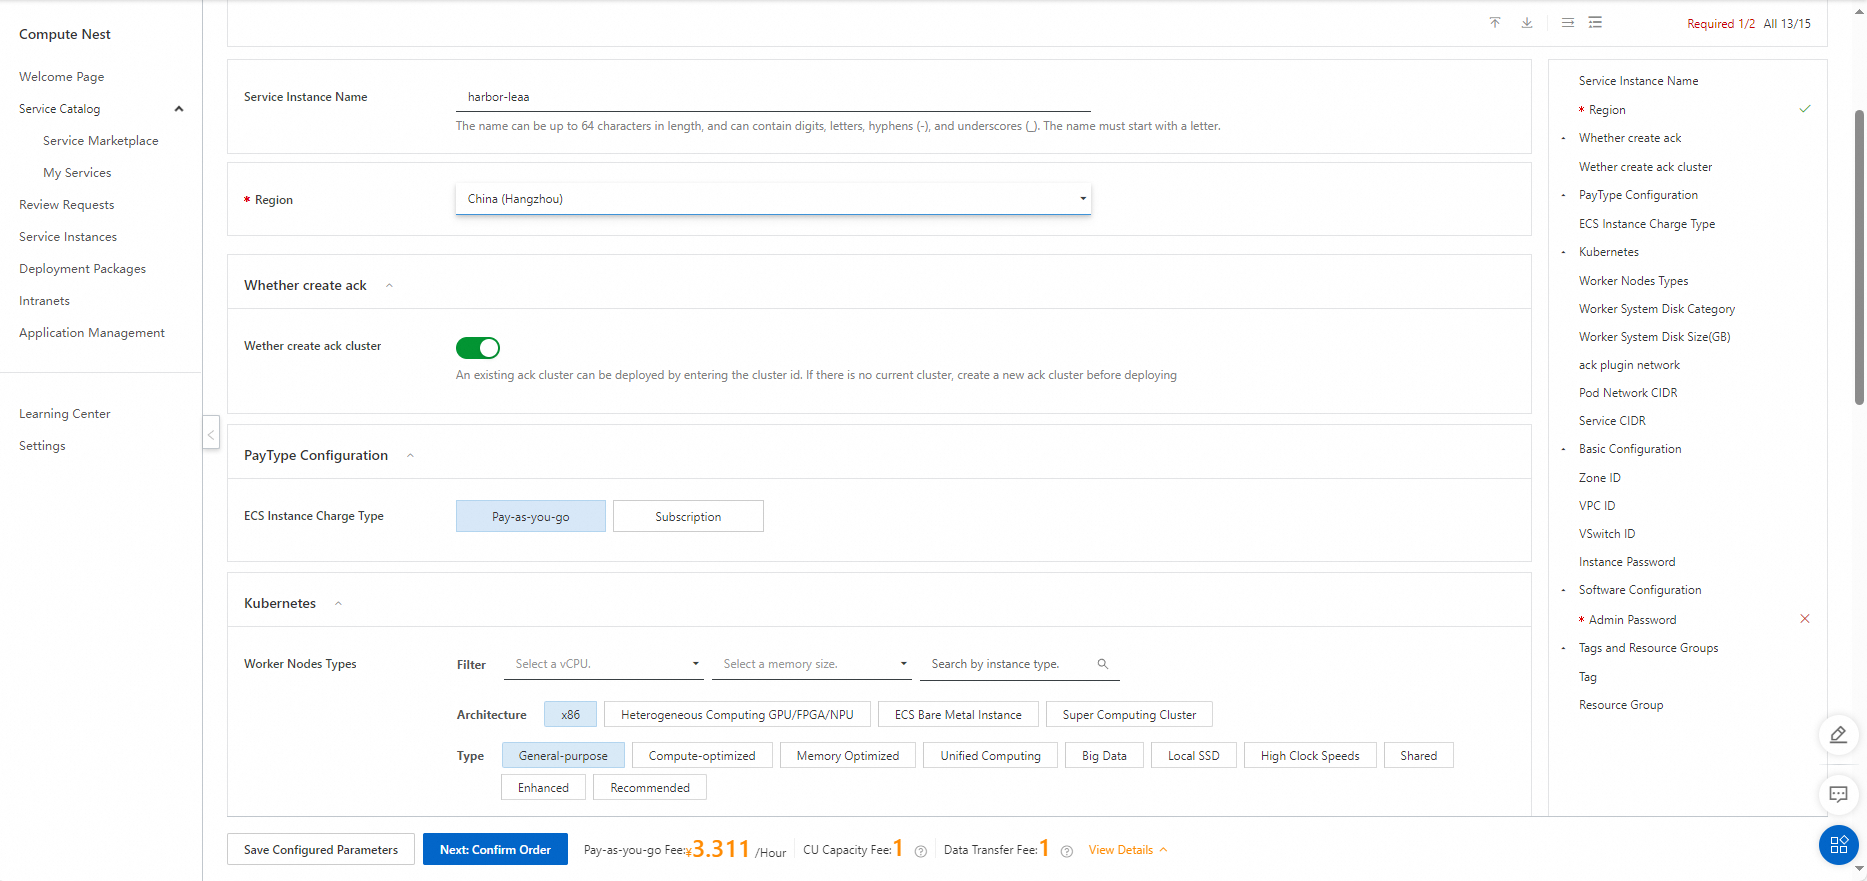 Compute Nest
Welcome Page
Service Catalog
Service Marketplace
My Services
Review Requests
Service Instances
Deployment Packages
Intranets
Application Management
Learning Center
Settings
Required 1/2 All 13/15
Service Instance Name
harbor-leaa
The name can be up to 64 characters in length, and can contain digits, letters, hyphens (-), and underscores (_). The name must start with a letter.
* Region
China (Hangzhou)
Whether create ack
Wether create ack cluster
An existing ack cluster can be deployed by entering the cluster id. If there is no current cluster, create a new ack cluster before deploying
PayType Configuration
ECS Instance Charge Type
Pay-as-you-go
Subscription
Kubernetes
Worker Nodes Types
Filter
Select a vCPU.
Select a memory size.
Search by instance type.
Architecture
x86
Heterogeneous Computing GPU/FPGA/NPU
ECS Bare Metal Instance
Super Computing Cluster
Type
General-purpose
Compute-optimized
Memory Optimized
Unified Computing
Big Data
Local SSD
High Clock Speeds
Shared
Enhanced
Recommended
Save Configured Parameters
Next: Confirm Order
Pay-as-you-go Fee:¥3.311 /Hour
CU Capacity Fee:1
Data Transfer Fee:1
View Details
Service Instance Name
* Region
Whether create ack
Wether create ack cluster
PayType Configuration
ECS Instance Charge Type
Kubernetes
Worker Nodes Types
Worker System Disk Category
Worker System Disk Size(GB)
ack plugin network
Pod Network CIDR
Service CIDR
Basic Configuration
Zone ID
VPC ID
VSwitch ID
Instance Password
Software Configuration
* Admin Password
Tags and Resource Groups
Tag
Resource Group